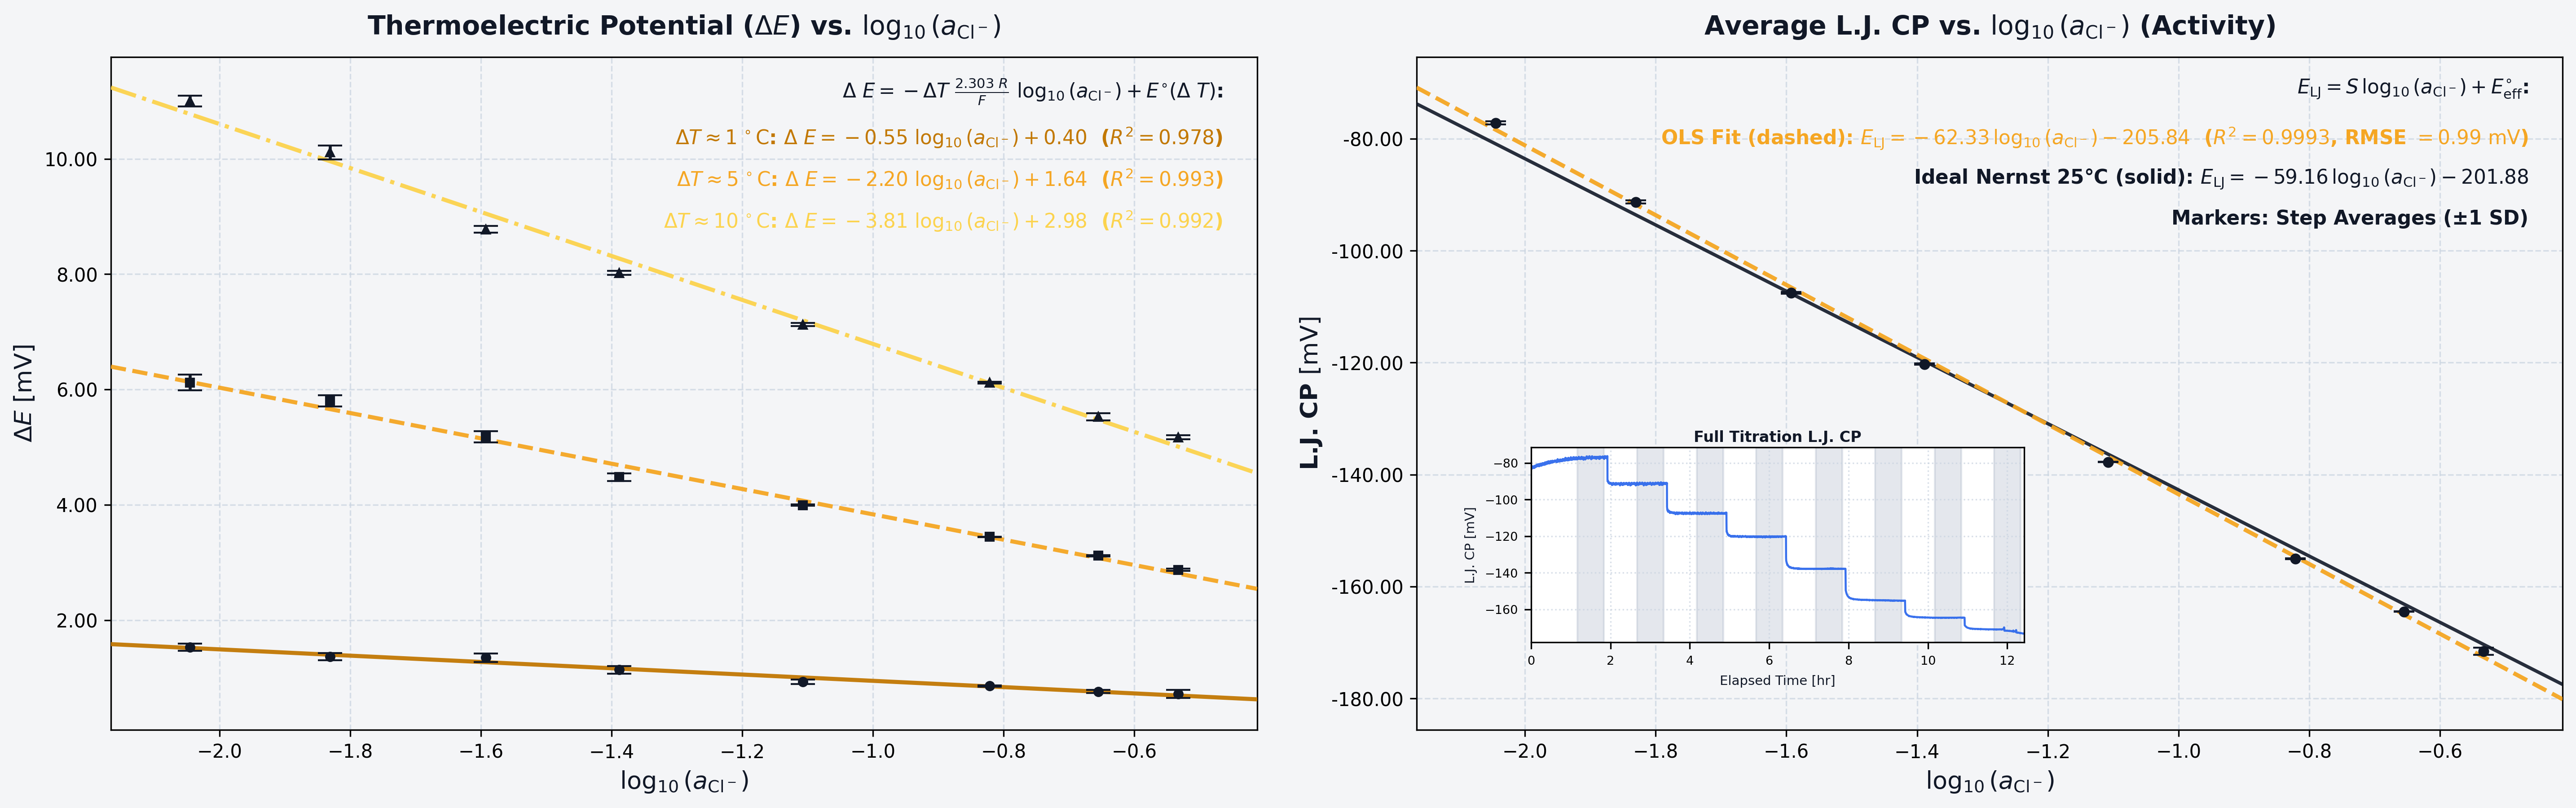 Thermoelectric Potential (ΔE) vs. log₁₀(a_Cl⁻)
Δ E = −ΔT 2.303 R/F log₁₀(a_Cl⁻) + E°(Δ T):
ΔT ≈ 1 °C: Δ E = −0.55 log₁₀(a_Cl⁻) + 0.40 (R² = 0.978)
ΔT ≈ 5 °C: Δ E = −2.20 log₁₀(a_Cl⁻) + 1.64 (R² = 0.993)
ΔT ≈ 10 °C: Δ E = −3.81 log₁₀(a_Cl⁻) + 2.98 (R² = 0.992)
ΔE [mV]
10.00
8.00
6.00
4.00
2.00
−2.0 −1.8 −1.6 −1.4 −1.2 −1.0 −0.8 −0.6
log₁₀(a_Cl⁻)
Average L.J. CP vs. log₁₀(a_Cl⁻) (Activity)
E_LJ = S log₁₀(a_Cl⁻) + E°_eff:
OLS Fit (dashed): E_LJ = −62.33 log₁₀(a_Cl⁻) − 205.84 (R² = 0.9993, RMSE = 0.99 mV)
Ideal Nernst 25°C (solid): E_LJ = −59.16 log₁₀(a_Cl⁻) − 201.88
Markers: Step Averages (±1 SD)
L.J. CP [mV]
-80.00
-100.00
-120.00
-140.00
-160.00
-180.00
Full Titration L.J. CP
L.J. CP [mV]
−80
−100
−120
−140
−160
0 2 4 6 8 10 12
Elapsed Time [hr]
−2.0 −1.8 −1.6 −1.4 −1.2 −1.0 −0.8 −0.6
log₁₀(a_Cl⁻)